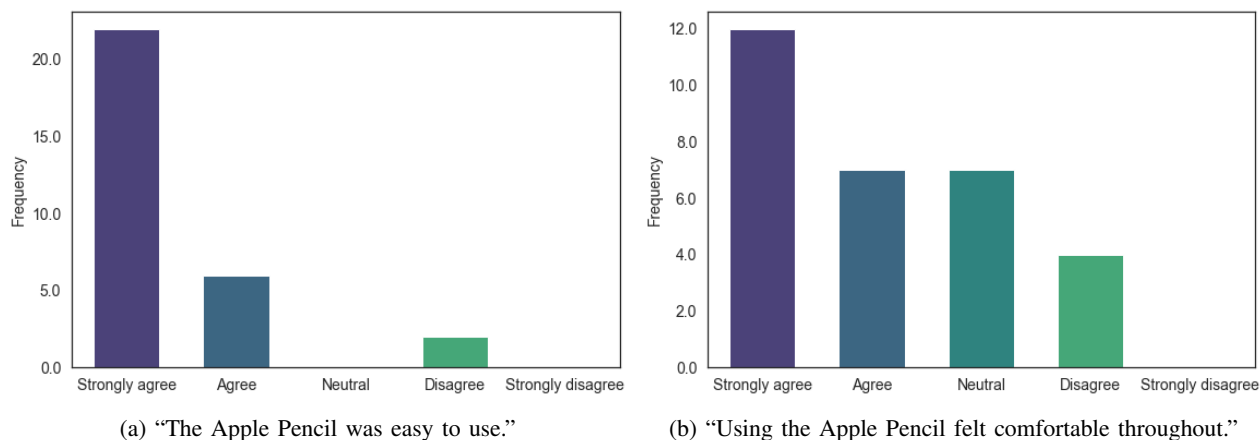 20.0
15.0
10.0
5.0
0.0
Frequency
Strongly agree Agree Neutral Disagree Strongly disagree
(a) “The Apple Pencil was easy to use.”
12.0
10.0
8.0
6.0
4.0
2.0
0.0
Frequency
Strongly agree Agree Neutral Disagree Strongly disagree
(b) “Using the Apple Pencil felt comfortable throughout.”